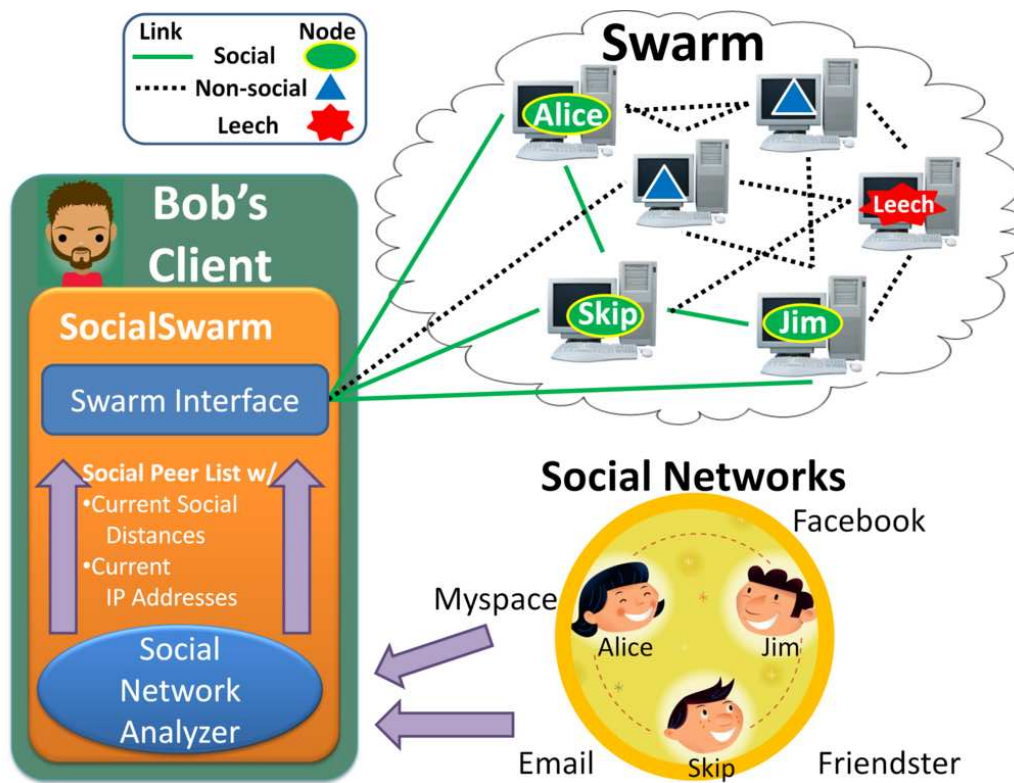 Link Node
Social
Non-social
Leech
Swarm
Alice
Leech
Skip
Jim
Bob's
Client
SocialSwarm
Swarm Interface
Social Peer List w/
•Current Social
Distances
•Current
IP Addresses
Social
Network
Analyzer
Social Networks
Facebook
Myspace
Alice
Jim
Skip
Email
Friendster